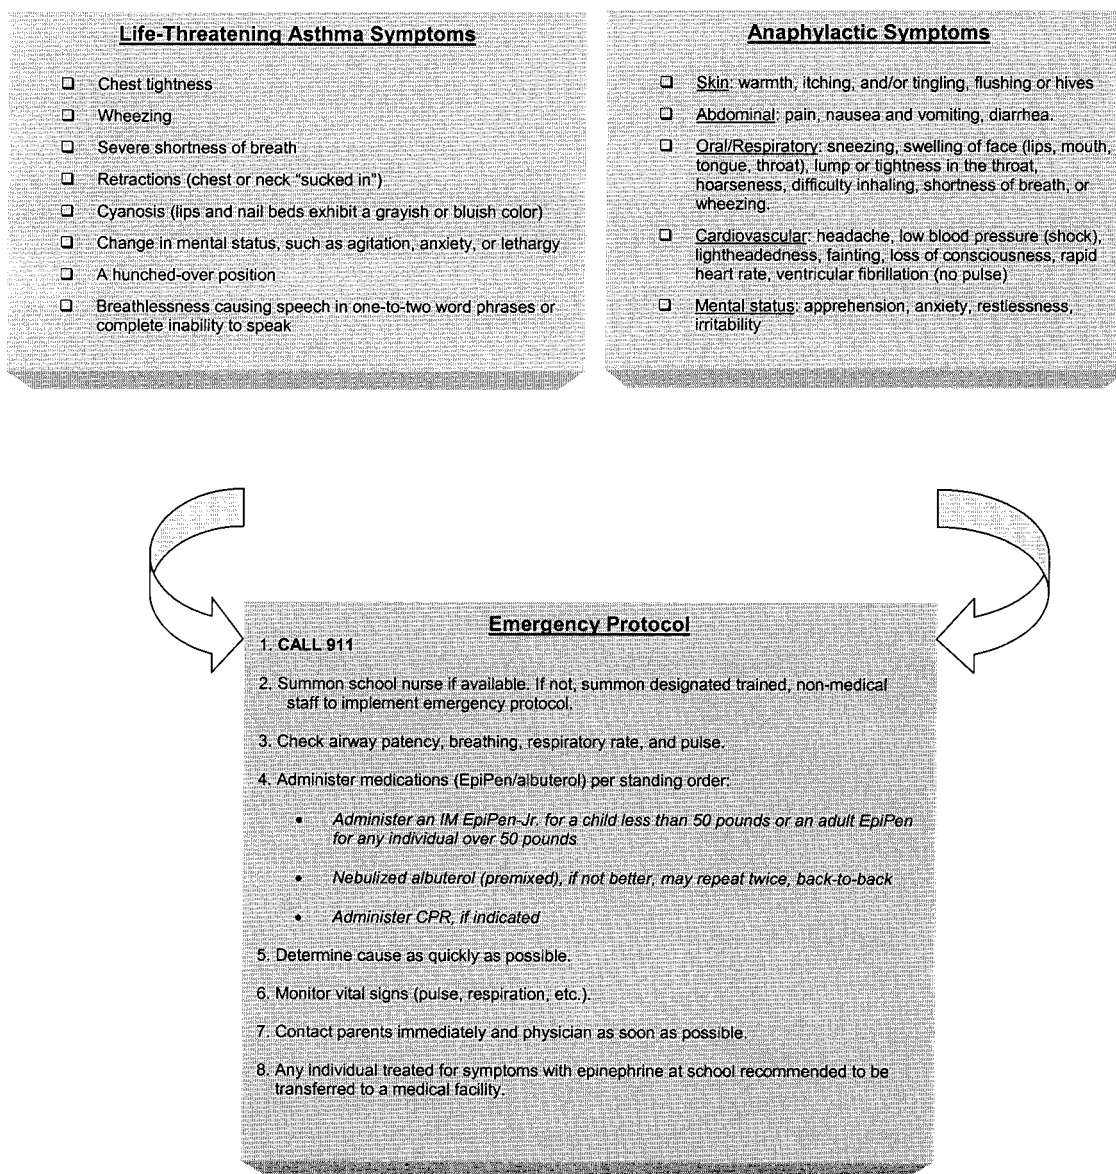 Life-Threatening Asthma Symptoms
❑ Chest tightness
❑ Wheezing
❑ Severe shortness of breath
❑ Retractions (chest or neck "sucked in")
❑ Cyanosis (lips and nail beds exhibit a grayish or bluish color)
❑ Change in mental status, such as agitation, anxiety, or lethargy
❑ A hunched-over position
❑ Breathlessness causing speech in one-to-two word phrases or
complete inability to speak
Anaphylactic Symptoms
❑ Skin: warmth, itching, and/or tingling, flushing or hives
❑ Abdominal: pain, nausea and vomiting, diarrhea.
❑ Oral/Respiratory: sneezing, swelling of face (lips, mouth,
tongue, throat), lump or tightness in the throat,
hoarseness, difficulty inhaling, shortness of breath, or
wheezing.
❑ Cardiovascular: headache, low blood pressure (shock),
lightheadedness, fainting, loss of consciousness, rapid
heart rate, ventricular fibrillation (no pulse)
❑ Mental status: apprehension, anxiety, restlessness,
irritability
Emergency Protocol
1. CALL 911
2. Summon school nurse if available. If not, summon designated trained, non-medical
staff to implement emergency protocol.
3. Check airway patency, breathing, respiratory rate, and pulse.
4. Administer medications (EpiPen/albuterol) per standing order:
• Administer an IM EpiPen-Jr. for a child less than 50 pounds or an adult EpiPen
for any individual over 50 pounds
• Nebulized albuterol (premixed), if not better, may repeat twice, back-to-back
• Administer CPR, if indicated
5. Determine cause as quickly as possible.
6. Monitor vital signs (pulse, respiration, etc.).
7. Contact parents immediately and physician as soon as possible.
8. Any individual treated for symptoms with epinephrine at school recommended to be
transferred to a medical facility.